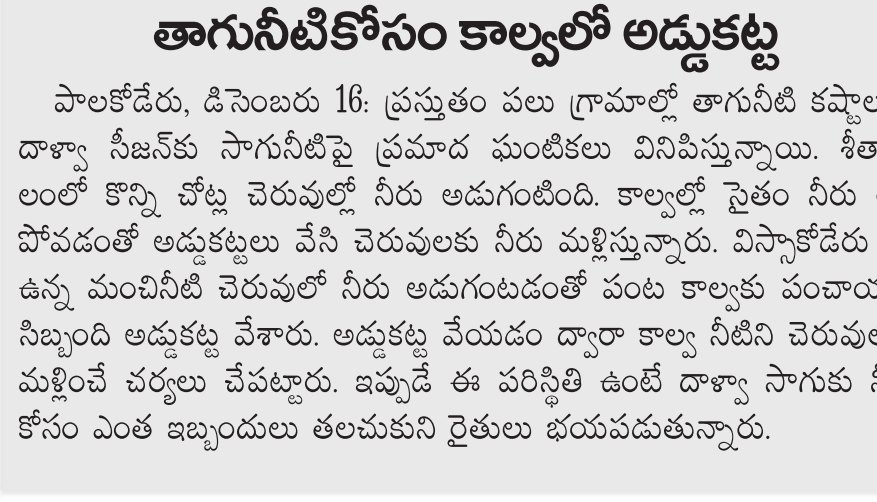 తాగునీటికోసం కాల్వలో అడ్డుకట్ట
పాలకోడేరు, డిసెంబరు 16: ప్రస్తుతం పలు గ్రామాల్లో తాగునీటి
దాళ్వా సీజన్‌కు సాగునీటిపై ప్రమాద ఘంటికలు వినిపిస్తున్నాయి.
లంలో కొన్ని చోట్ల చెరువుల్లో నీరు అడుగంటింది. కాల్వల్లో సైతం నీరు
పోవడంతో అడ్డుకట్టలు వేసి చెరువులకు నీరు మళ్లిస్తున్నారు. విస్సాకోడేరు
ఉన్న మంచినీటి చెరువులో నీరు అడుగంటడంతో పంట కాల్వకు
సిబ్బంది అడ్డుకట్ట వేశారు. అడ్డుకట్ట వేయడం ద్వారా కాల్వ నీటిని
మళ్లించే చర్యలు చేపట్టారు. ఇప్పుడే ఈ పరిస్థితి ఉంటే దాళ్వా సాగుకు
కోసం ఎంత ఇబ్బందులు తలచుకుని రైతులు భయపడుతున్నారు.